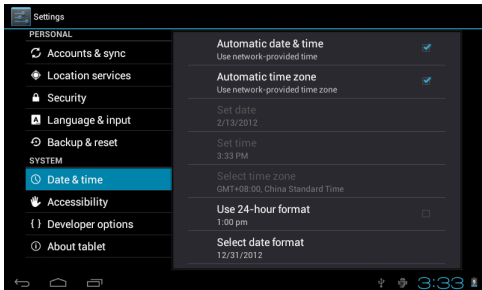 Settings
PERSONAL
Accounts & sync
Location services
Security
Language & input
Backup & reset
SYSTEM
Date & time
Accessibility
Developer options
About tablet
Automatic date & time
Use network-provided time
Automatic time zone
Use network-provided time zone
Set date
2/13/2012
Set time
3:33 PM
Select time zone
GMT+08:00, China Standard Time
Use 24-hour format
1:00 pm
Select date format
12/31/2012
3:33